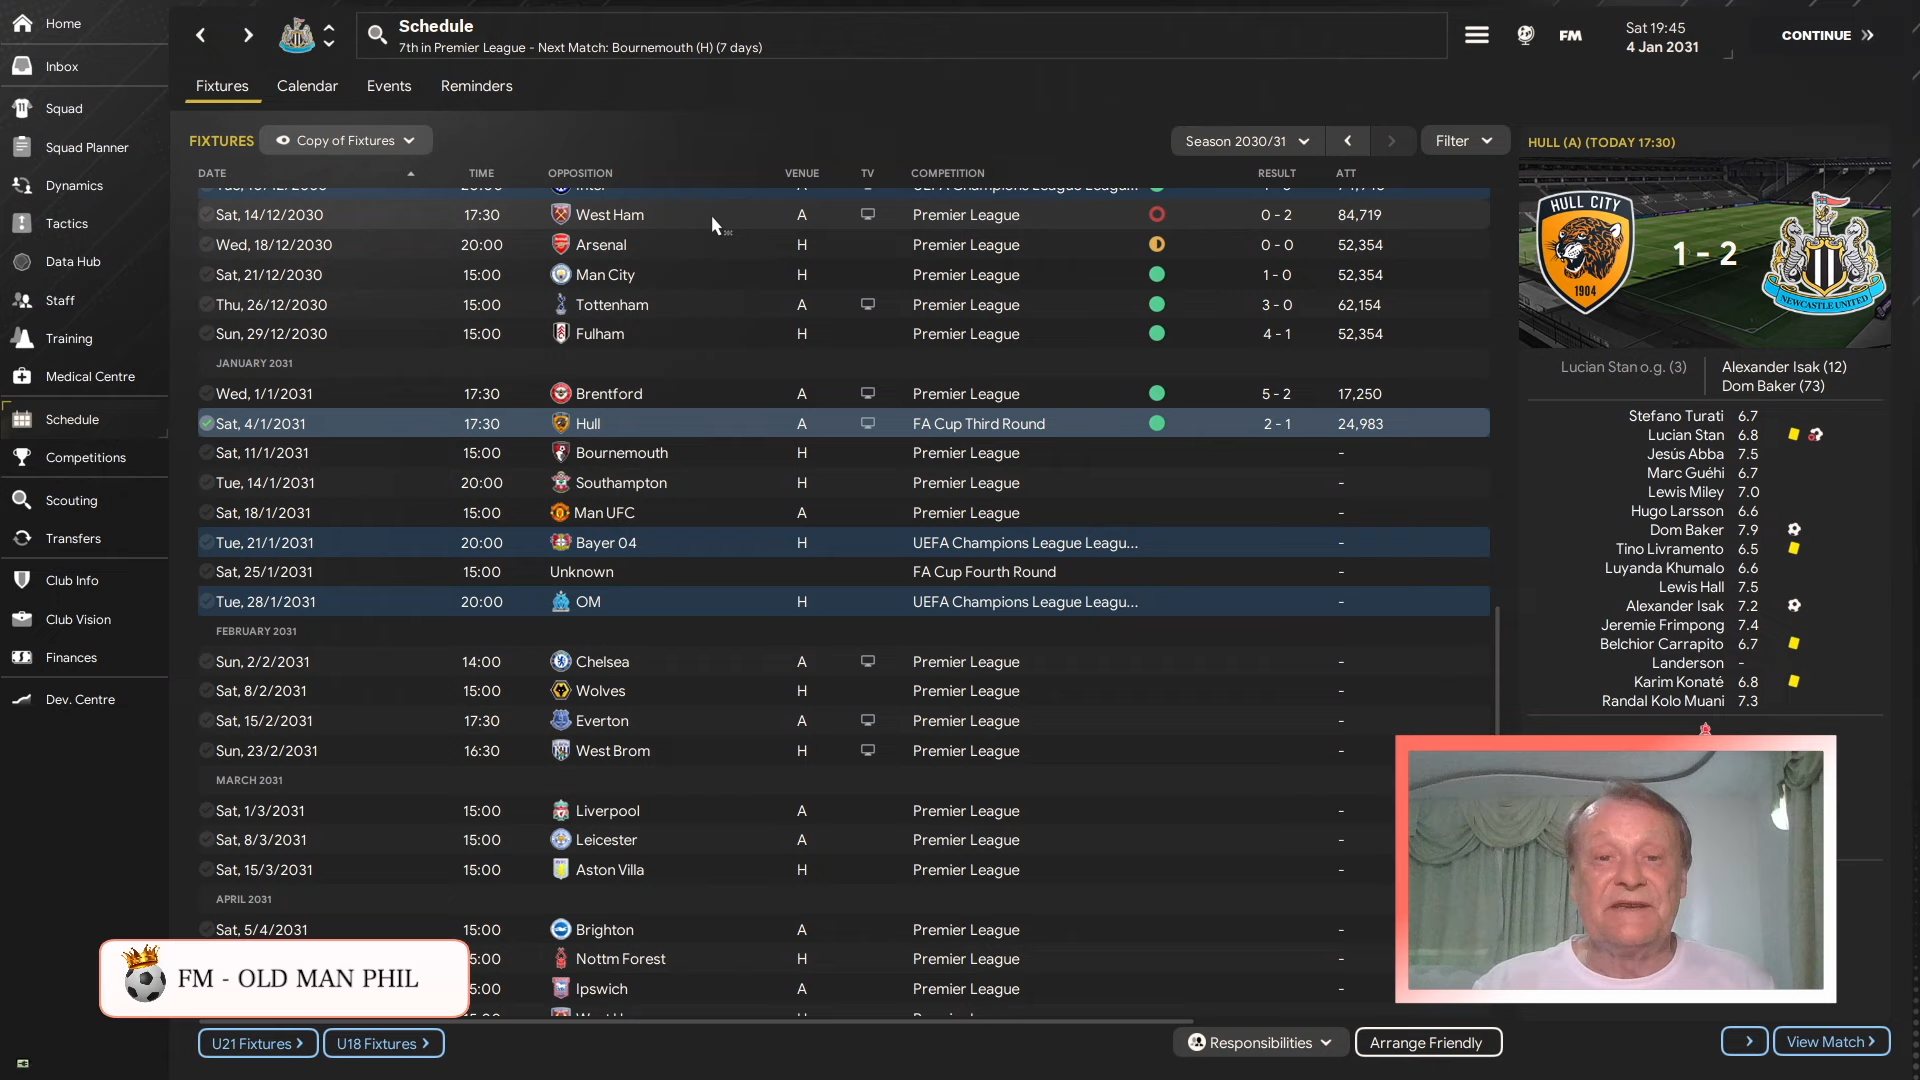 Home
Inbox
Squad
Squad Planner
Dynamics
Tactics
Data Hub
Staff
Training
Medical Centre
Schedule
Competitions
Scouting
Transfers
Club Info
Club Vision
Finances
Dev. Centre
Schedule
7th in Premier League - Next Match: Bournemouth (H) (7 days)
FM
Sat 19:45
4 Jan 2031
CONTINUE
Fixtures Calendar Events Reminders
FIXTURES Copy of Fixtures Season 2030/31 Filter
DATE TIME OPPOSITION VENUE TV COMPETITION RESULT ATT
Sat, 14/12/2030 17:30 West Ham A Premier League 0 - 2 84,719
Wed, 18/12/2030 20:00 Arsenal H Premier League 0 - 0 52,354
Sat, 21/12/2030 15:00 Man City H Premier League 1 - 0 52,354
Thu, 26/12/2030 15:00 Tottenham A Premier League 3 - 0 62,154
Sun, 29/12/2030 15:00 Fulham H Premier League 4 - 1 52,354
JANUARY 2031
Wed, 1/1/2031 17:30 Brentford A Premier League 5 - 2 17,250
Sat, 4/1/2031 17:30 Hull A FA Cup Third Round 2 - 1 24,983
Sat, 11/1/2031 15:00 Bournemouth H Premier League -
Tue, 14/1/2031 20:00 Southampton H Premier League -
Sat, 18/1/2031 15:00 Man UFC A Premier League -
Tue, 21/1/2031 20:00 Bayer 04 H UEFA Champions League Leagu... -
Sat, 25/1/2031 15:00 Unknown FA Cup Fourth Round -
Tue, 28/1/2031 20:00 OM H UEFA Champions League Leagu... -
FEBRUARY 2031
Sun, 2/2/2031 14:00 Chelsea A Premier League -
Sat, 8/2/2031 15:00 Wolves H Premier League -
Sat, 15/2/2031 17:30 Everton A Premier League -
Sun, 23/2/2031 16:30 West Brom H Premier League -
MARCH 2031
Sat, 1/3/2031 15:00 Liverpool A Premier League -
Sat, 8/3/2031 15:00 Leicester A Premier League -
Sat, 15/3/2031 15:00 Aston Villa H Premier League -
APRIL 2031
Sat, 5/4/2031 15:00 Brighton A Premier League -
5:00 Nottm Forest H Premier League -
5:00 Ipswich A Premier League -
FM - OLD MAN PHIL
U21 Fixtures U18 Fixtures Responsibilities Arrange Friendly View Match
HULL (A) (TODAY 17:30)
HULL CITY
1904
1 - 2
NEWCASTLE UNITED
Lucian Stan o.g. (3)
Alexander Isak (12)
Dom Baker (73)
Stefano Turati 6.7
Lucian Stan 6.8
Jesús Abba 7.5
Marc Guéhi 6.7
Lewis Miley 7.0
Hugo Larsson 6.6
Dom Baker 7.9
Tino Livramento 6.5
Luyanda Khumalo 6.6
Lewis Hall 7.5
Alexander Isak 7.2
Jeremie Frimpong 7.4
Belchior Carrapito 6.7
Landerson -
Karim Konaté 6.8
Randal Kolo Muani 7.3